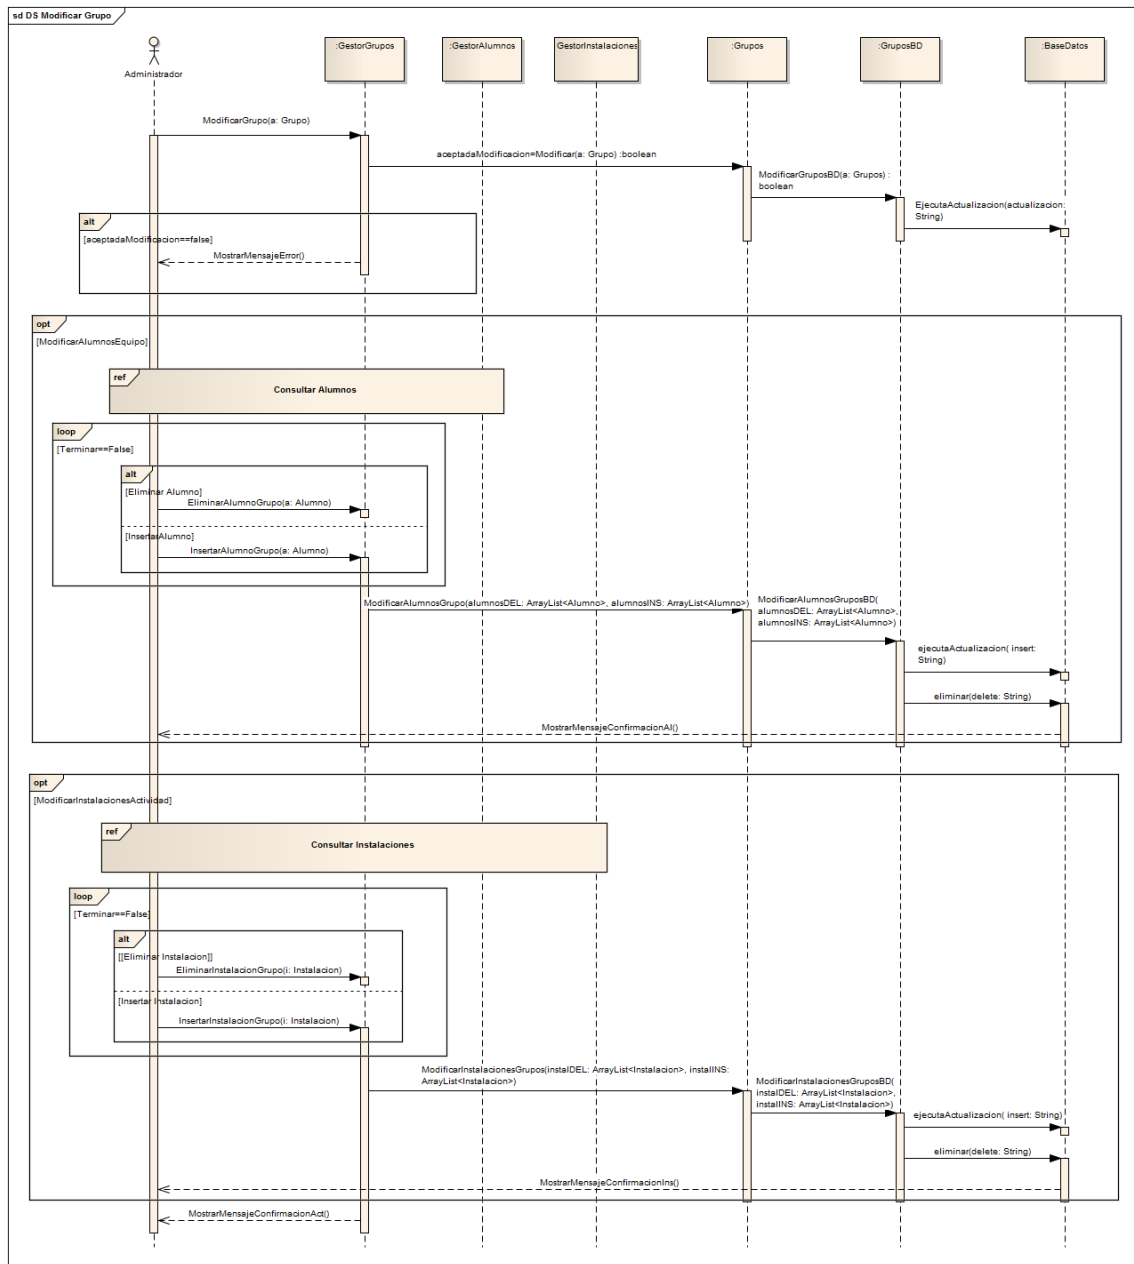 sd DS Modificar Grupo
Administrador
:GestorGrupos
:GestorAlumnos
GestorInstalaciones
:Grupos
:GruposBD
:BaseDatos
ModificarGrupo(a: Grupo)
aceptadaModificacion=Modificar(a: Grupo) :boolean
ModificarGruposBD(a: Grupos) :
boolean
EjecutaActualizacion(actualizacion:
String)
alt
[aceptadaModificacion==false]
MostrarMensajeError()
opt
[ModificarAlumnosEquipo]
ref
Consultar Alumnos
loop
[Terminar==False]
alt
[Eliminar Alumno]
EliminarAlumnoGrupo(a: Alumno)
[InsertarAlumno]
InsertarAlumnoGrupo(a: Alumno)
ModificarAlumnosGrupo(alumnosDEL: ArrayList<Alumno>, alumnosINS: ArrayList<Alumno>)
ModificarAlumnosGruposBD(
alumnosDEL: ArrayList<Alumno>,
alumnosINS: ArrayList<Alumno>)
ejecutaActualizacion( insert:
String)
eliminar(delete: String)
MostrarMensajeConfirmacionAl()
opt
[ModificarInstalacionesActividad]
ref
Consultar Instalaciones
loop
[Terminar==False]
alt
[[Eliminar Instalacion]]
EliminarInstalacionGrupo(i: Instalacion)
[Insertar Instalacion]
InsertarInstalacionGrupo(i: Instalacion)
ModificarInstalacionesGrupos(instalDEL: ArrayList<Instalacion>, instalINS:
ArrayList<Instalacion>)
ModificarInstalacionesGruposBD(
instalDEL: ArrayList<Instalacion>,
instalINS: ArrayList<Instalacion>)
ejecutaActualizacion( insert: String)
eliminar(delete: String)
MostrarMensajeConfirmacionIns()
MostrarMensajeConfirmacionAct()